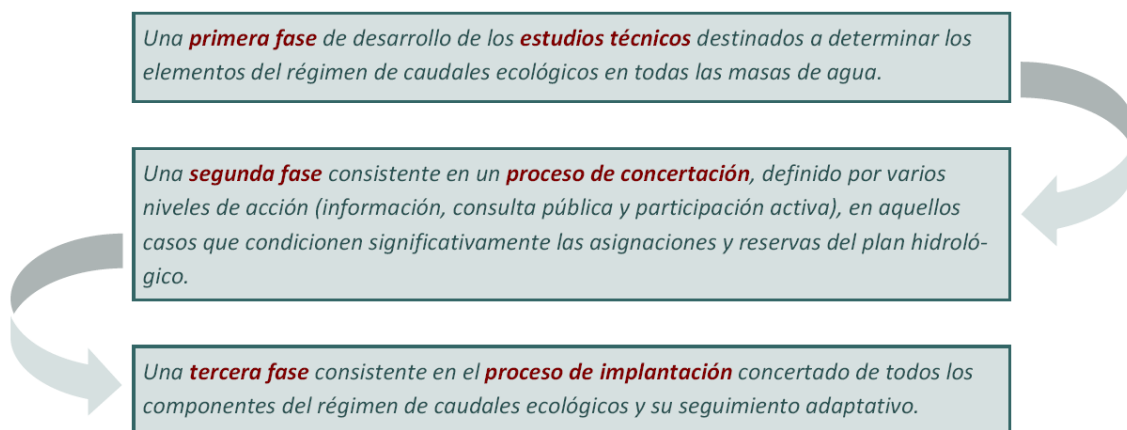 Una primera fase de desarrollo de los estudios técnicos destinados a determinar los
elementos del régimen de caudales ecológicos en todas las masas de agua.
Una segunda fase consistente en un proceso de concertación, definido por varios
niveles de acción (información, consulta pública y participación activa), en aquellos
casos que condicionen significativamente las asignaciones y reservas del plan hidroló-
gico.
Una tercera fase consistente en el proceso de implantación concertado de todos los
componentes del régimen de caudales ecológicos y su seguimiento adaptativo.